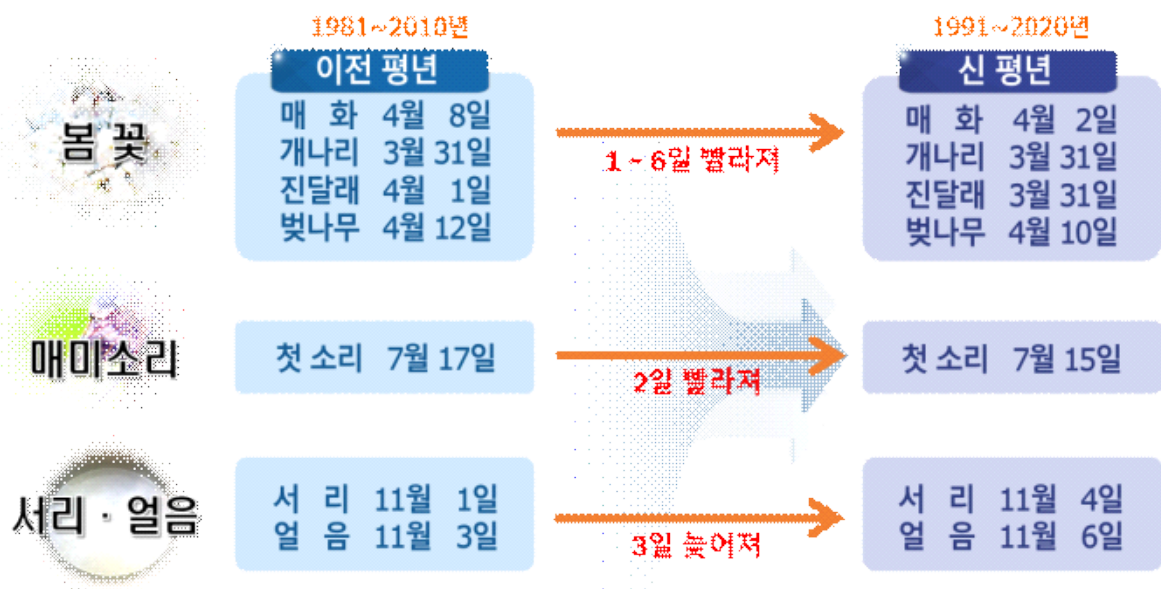 1981~2010년
이전 평년
1991~2020년
신 평년
봄 꽃
매 화 4월 8일
개나리 3월 31일
진달래 4월 1일
벚나무 4월 12일
1 ~ 6일 빨라져
매 화 4월 2일
개나리 3월 31일
진달래 3월 31일
벚나무 4월 10일
매미소리
첫 소리 7월 17일
2일 빨라져
첫 소리 7월 15일
서리 · 얼음
서 리 11월 1일
얼 음 11월 3일
3일 늦어져
서 리 11월 4일
얼 음 11월 6일